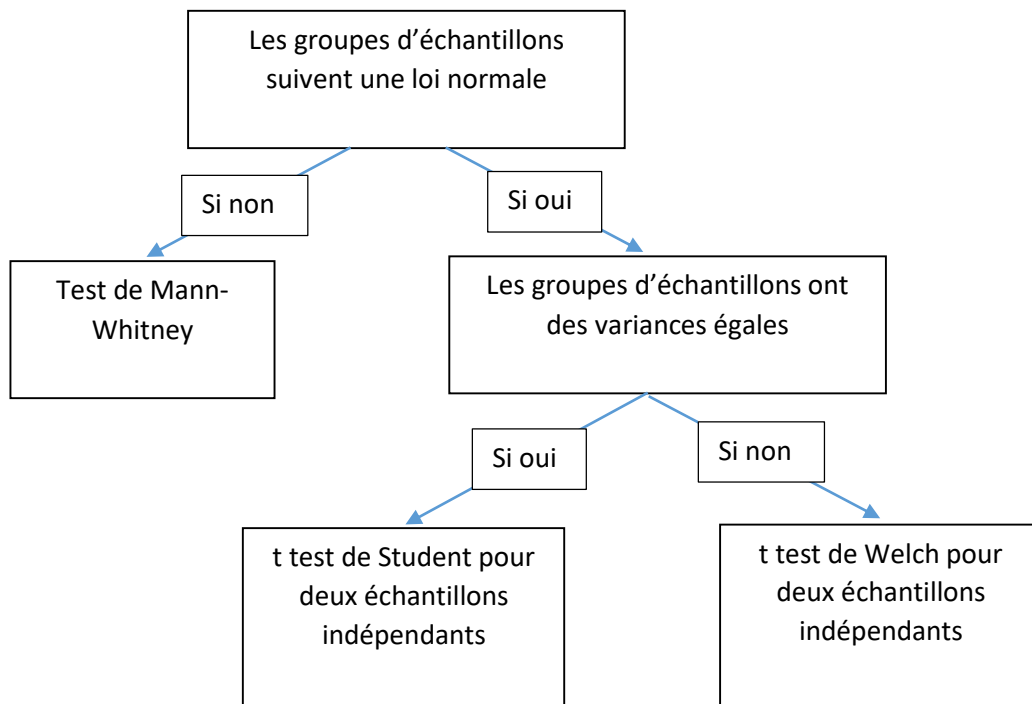 Les groupes d’échantillons
suivent une loi normale
Si non
Si oui
Test de Mann-
Whitney
Les groupes d’échantillons ont
des variances égales
Si oui
Si non
t test de Student pour
deux échantillons
indépendants
t test de Welch pour
deux échantillons
indépendants